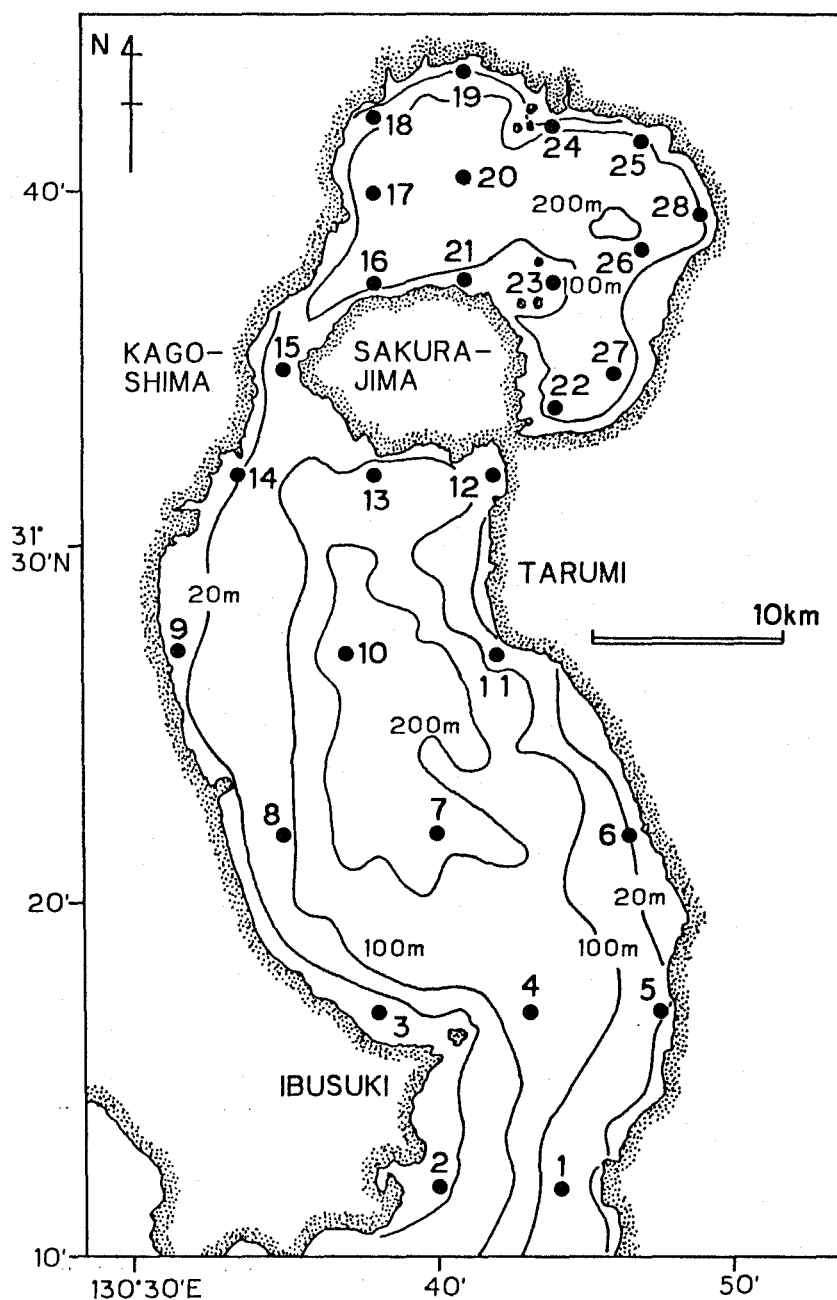 N
19
18
24
25
40'
17
20
200m
28
16
21
23
26
100m
KAGO-
SHIMA
15
SAKURA-
JIMA
27
22
14
13
12
31°
30'N
TARUMI
20m
10km
9
10
11
200m
8
7
6
20m
20'
100m
100m
4
5
3
IBUSUKI
2
1
10'
130°30'E
40'
50'